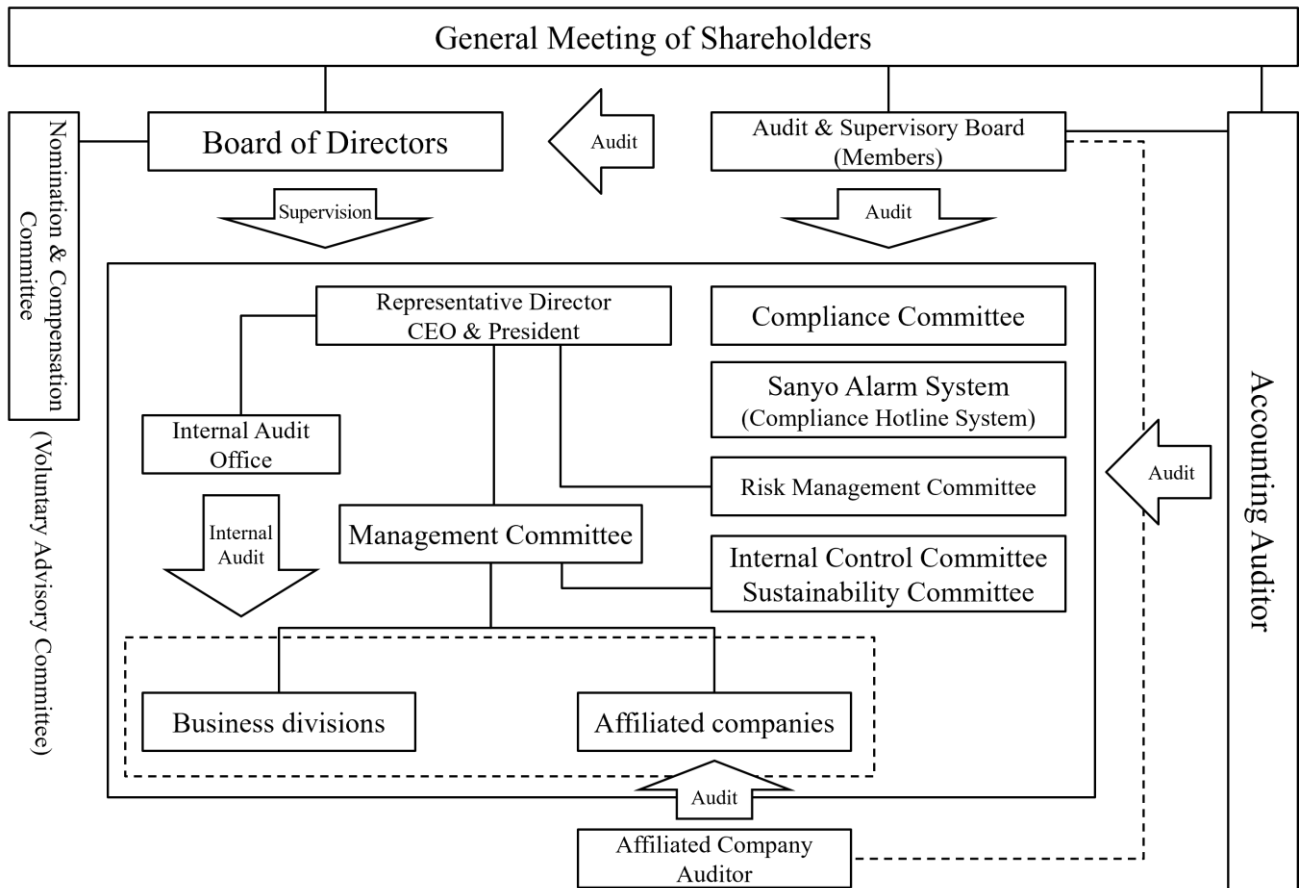 General Meeting of Shareholders
Nomination & Compensation
Committee
(Voluntary Advisory Committee)
Board of Directors
Audit
Audit & Supervisory Board
(Members)
Supervision
Audit
Representative Director
CEO & President
Compliance Committee
Sanyo Alarm System
(Compliance Hotline System)
Internal Audit
Office
Risk Management Committee
Audit
Accounting Auditor
Internal
Audit
Management Committee
Internal Control Committee
Sustainability Committee
Business divisions
Affiliated companies
Audit
Affiliated Company
Auditor